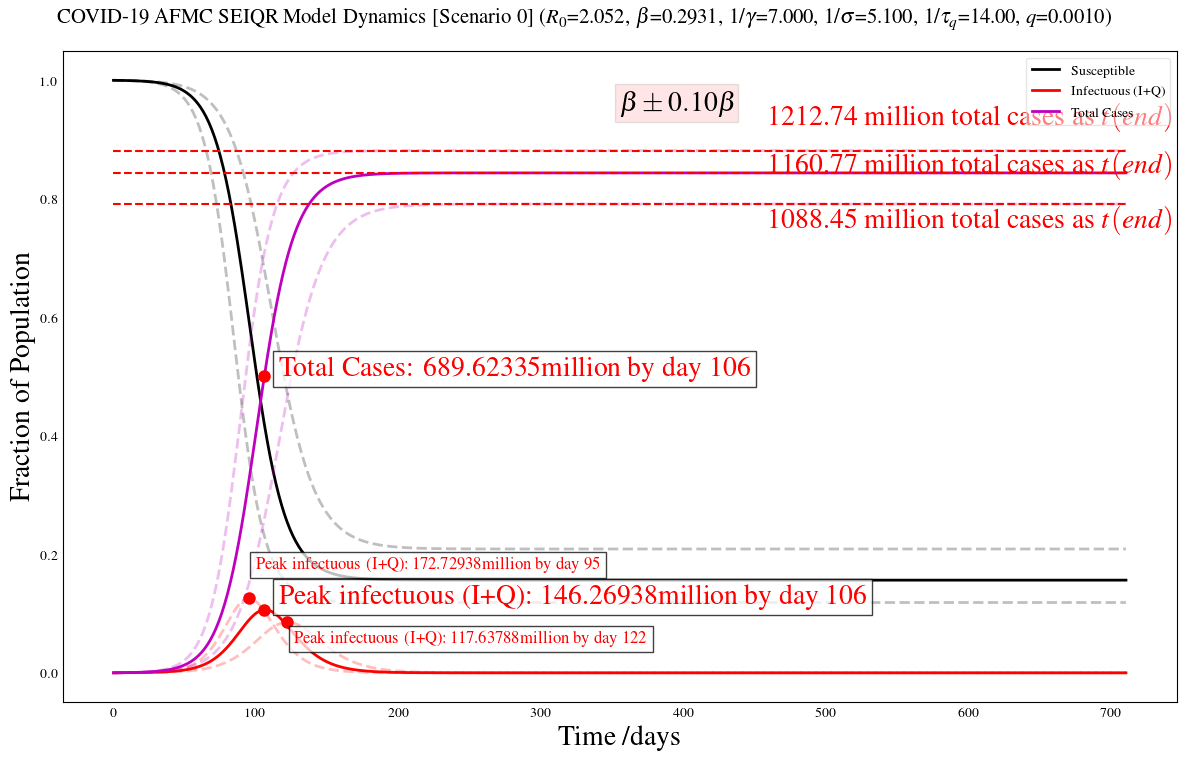 COVID-19 AFMC SEIQR Model Dynamics [Scenario 0] (R₀=2.052, β=0.2931, 1/γ=7.000, 1/σ=5.100, 1/τ_q=14.00, q=0.0010)
Susceptible
Infectuous (I+Q)
Total Cases
β ± 0.10β
1212.74 million total cases as t(end)
1160.77 million total cases as t(end)
1088.45 million total cases as t(end)
Total Cases: 689.62335million by day 106
Peak infectuous (I+Q): 172.72938million by day 95
Peak infectuous (I+Q): 146.26938million by day 106
Peak infectuous (I+Q): 117.63788million by day 122
Fraction of Population
1.0
0.8
0.6
0.4
0.2
0.0
0 100 200 300 400 500 600 700
Time /days